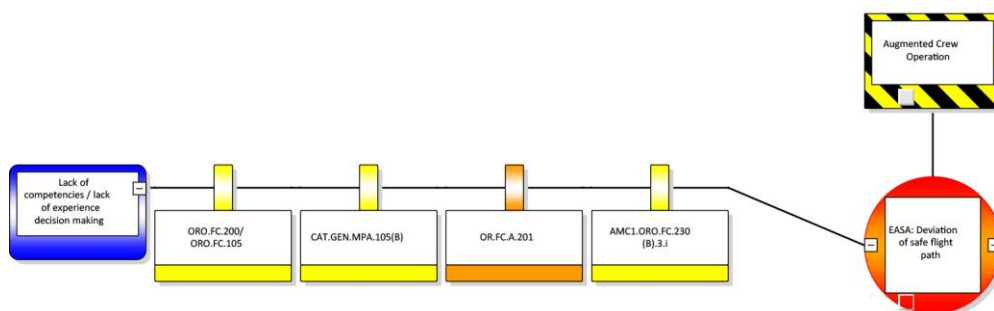 Augmented Crew
Operation
Lack of
competencies / lack
of experience
decision making
ORO.FC.200/
ORO.FC.105
CAT.GEN.MPA.105(B)
OR.FC.A.201
AMC1.ORO.FC.230
(B).3.i
EASA: Deviation
of safe flight
path